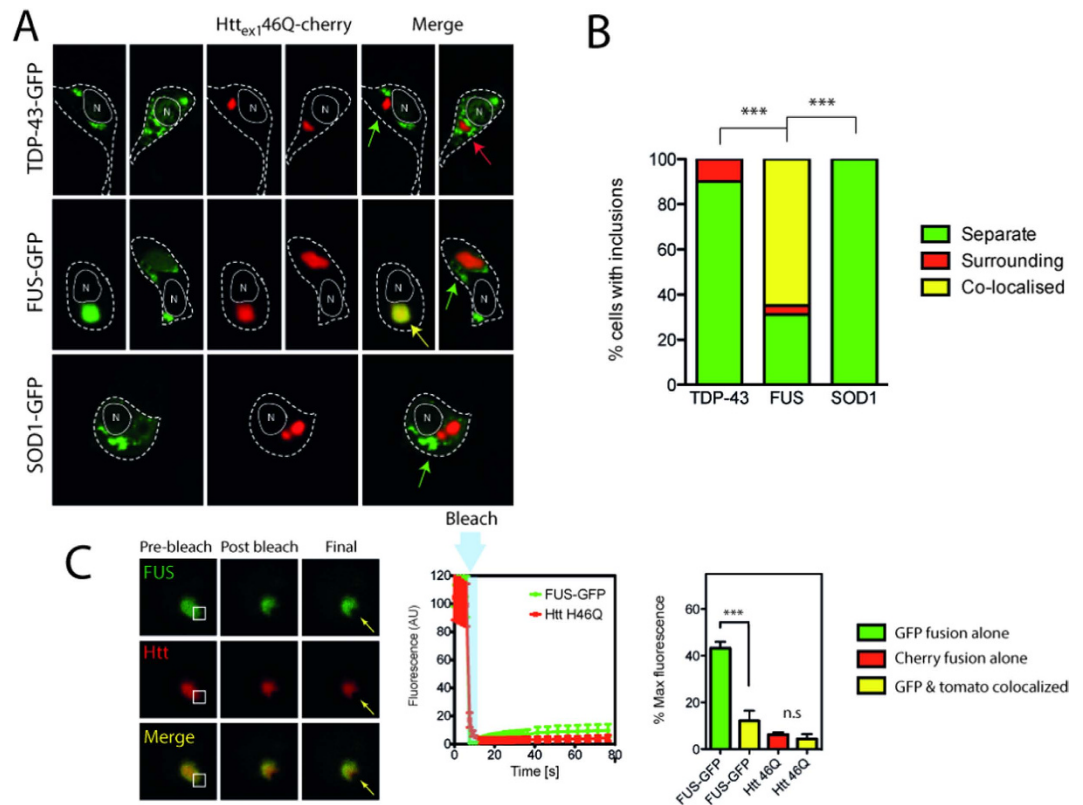 A
Htt_ex1 46Q-cherry
Merge
TDP-43-GFP
N
N
N
N
N
N
FUS-GFP
N
N
N
N
N
N
SOD1-GFP
N
N
N
B
***
***
% cells with inclusions
100
80
60
40
20
0
TDP-43
FUS
SOD1
Separate
Surrounding
Co-localised
C
Pre-bleach
Post bleach
Final
FUS
Htt
Merge
Bleach
Fluorescence (AU)
120
100
80
60
40
20
0
0
20
40
60
80
Time [s]
FUS-GFP
Htt H46Q
% Max fluorescence
60
40
20
0
***
n.s
FUS-GFP
FUS-GFP
Htt 46Q
Htt 46Q
GFP fusion alone
Cherry fusion alone
GFP & tomato colocalized